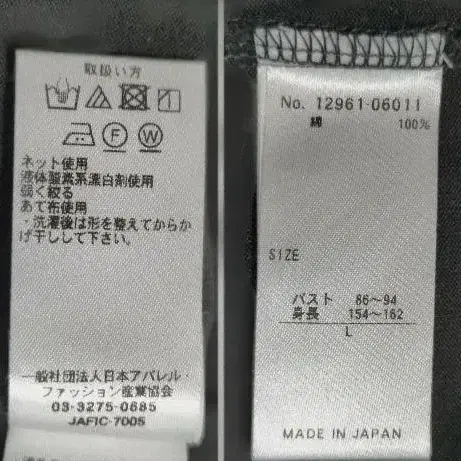 取扱い方
F
W
ネット使用
液体酸素系漂白剤使用
弱く絞る
あて布使用
・洗濯後は形を整えてからか
げ干しして下さい。
一般社団法人日本アパレル・
ファッション産業協会
03-3275-0685
JAFIC-7005
No. 12961-06011
綿 100%
SIZE
バスト 86～94
身長 154～162
L
MADE IN JAPAN